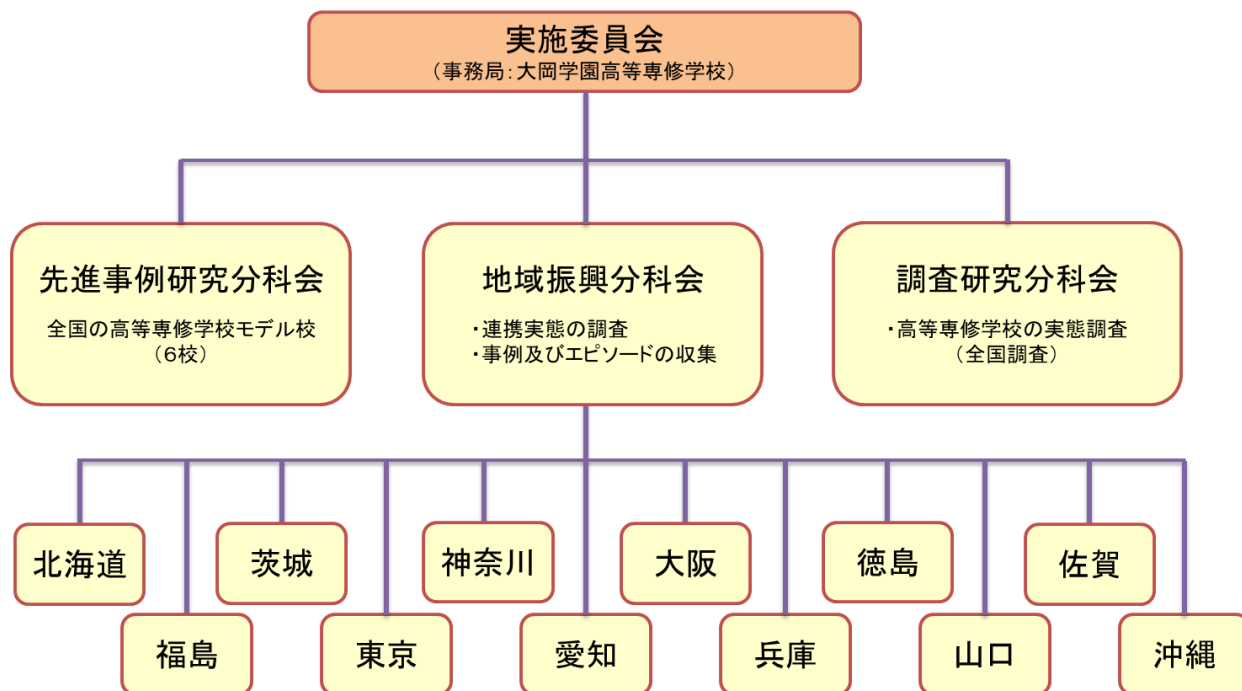 実施委員会
（事務局：大岡学園高等専修学校）
先進事例研究分科会
全国の高等専修学校モデル校
（６校）
地域振興分科会
・連携実態の調査
・事例及びエピソードの収集
調査研究分科会
・高等専修学校の実態調査
（全国調査）
北海道
茨城
神奈川
大阪
徳島
佐賀
福島
東京
愛知
兵庫
山口
沖縄